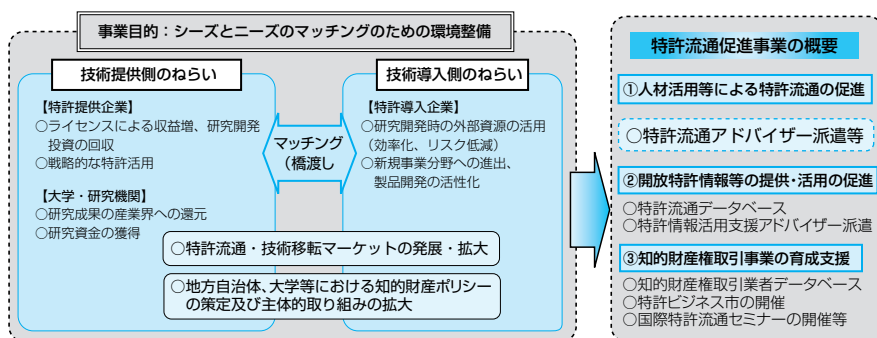 事業目的：シーズとニーズのマッチングのための環境整備
技術提供側のねらい
【特許提供企業】
○ライセンスによる収益増、研究開発
投資の回収
○戦略的な特許活用
【大学・研究機関】
○研究成果の産業界への還元
○研究資金の獲得
マッチング
（橋渡し
技術導入側のねらい
【特許導入企業】
○研究開発時の外部資源の活用
（効率化、リスク低減）
○新規事業分野への進出、
製品開発の活性化
○特許流通・技術移転マーケットの発展・拡大
○地方自治体、大学等における知的財産ポリシー
の策定及び主体的取り組みの拡大
特許流通促進事業の概要
①人材活用等による特許流通の促進
○特許流通アドバイザー派遣等
②開放特許情報等の提供・活用の促進
○特許流通データベース
○特許情報活用支援アドバイザー派遣
③知的財産権取引事業の育成支援
○知的財産権取引業者データベース
○特許ビジネス市の開催
○国際特許流通セミナーの開催等